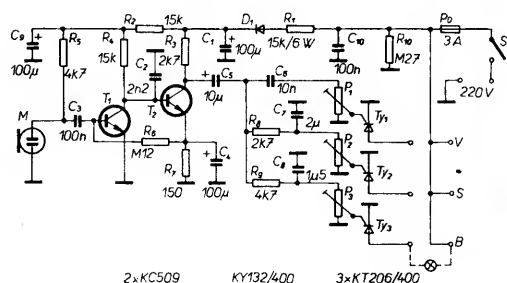 C9 100μ
R5 4k7
R4 15k
R2 15k
C2 2n2
R3 2k7
C1 100μ
D1
R1 15k/6W
C10 100n
R10 M27
Po 3A
S
220V
M
C3 100n
T1
T2
R6 M12
R7 150
C4 100μ
C5 10μ
C6 10n
P1
Ty1
V
R8 2k7
C7 2μ
P2
Ty2
S
R9 4k7
C8 1μ5
P3
Ty3
B
2×KC509 KY132/400 3×KT206/400